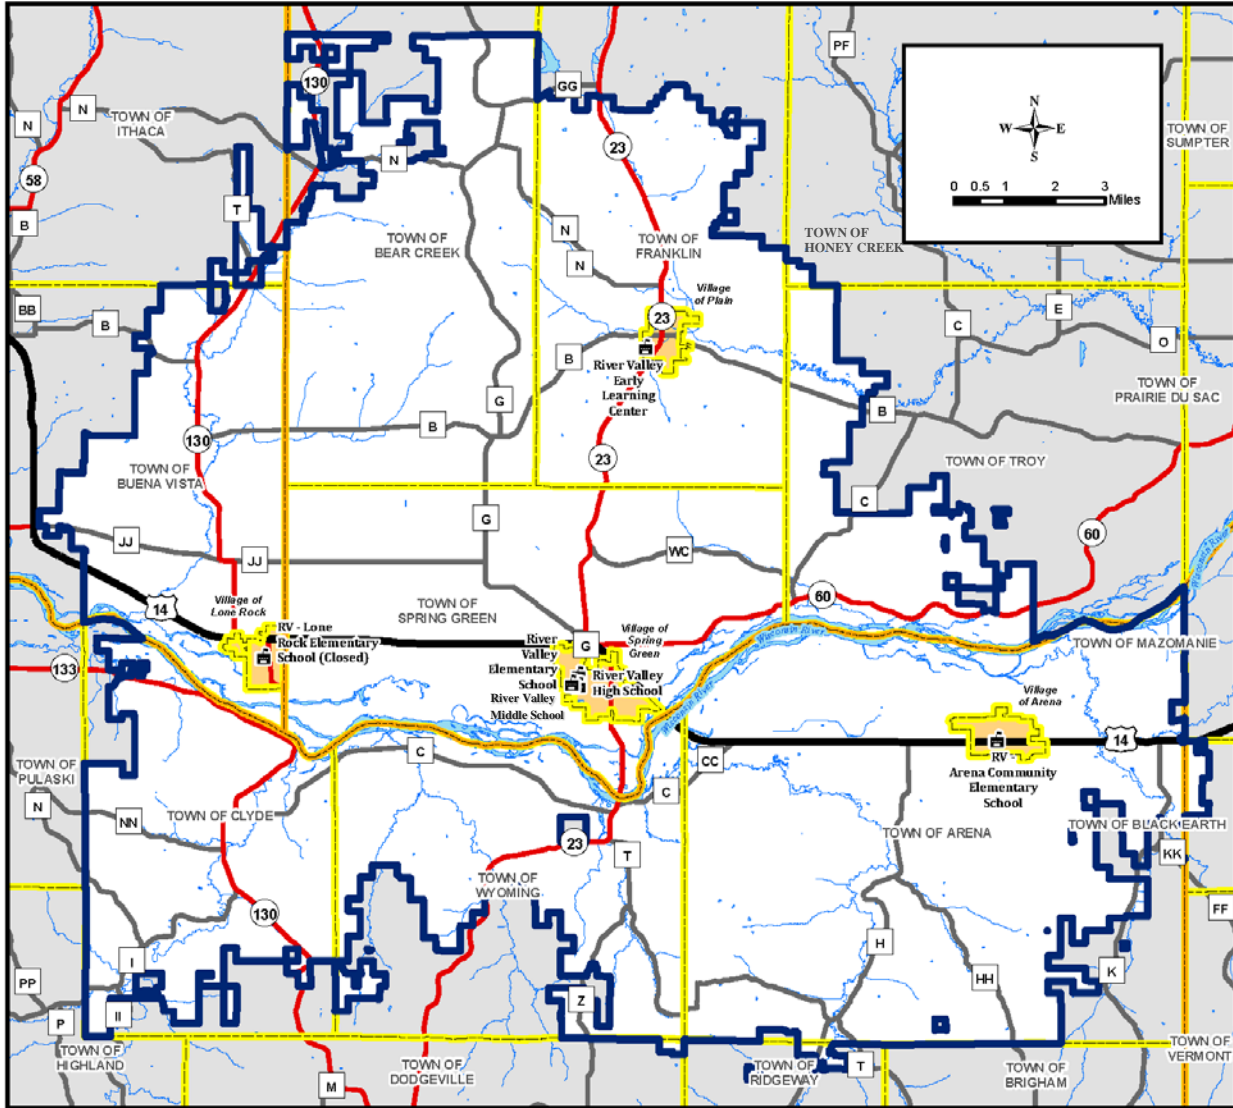 PF
130
GG
N
TOWN OF
ITHACA
N
N
W
E
S
TOWN OF
SUMPTER
23
N
58
0 0.5 1 2 3
Miles
T
B
TOWN OF
BEAR CREEK
N
TOWN OF
FRANKLIN
TOWN OF
HONEY CREEK
N
Village
of Plain
BB
B
23
C
E
O
River Valley
Early
Learning
Center
B
TOWN OF
PRAIRIE DU SAC
G
B
B
130
23
TOWN OF
BUENA VISTA
TOWN OF TROY
C
G
JJ
JJ
WC
60
Wisconsin River
14
Village of
Lone Rock
TOWN OF
SPRING GREEN
60
RV - Lone
Rock Elementary
School (Closed)
River
Valley
Elementary
School
River Valley
Middle School
G
Village of
Spring
Green
River Valley
High School
Wisconsin River
Wisconsin River
TOWN OF MAZOMANIE
133
Village
of Arena
14
RV -
Arena Community
Elementary
School
C
CC
C
TOWN OF
PULASKI
N
NN
TOWN OF CLYDE
23
T
TOWN OF ARENA
TOWN OF BLACK EARTH
KK
TOWN OF
WYOMING
FF
130
H
I
K
PP
HH
II
Z
P
TOWN OF
HIGHLAND
TOWN OF
DODGEVILLE
M
TOWN OF
RIDGEWAY
T
TOWN OF
BRIGHAM
TOWN OF
VERMONT